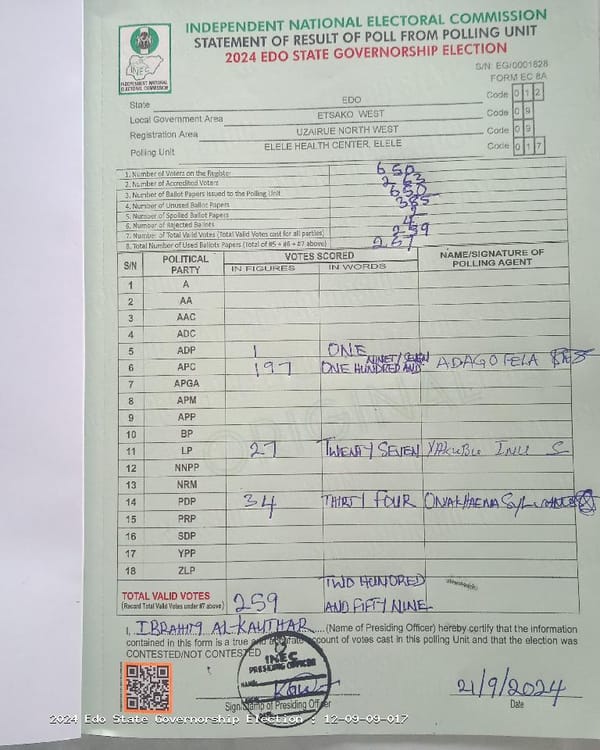 INDEPENDENT NATIONAL ELECTORAL COMMISSION
STATEMENT OF RESULT OF POLL FROM POLLING UNIT
2024 EDO STATE GOVERNORSHIP ELECTION
INEC
INDEPENDENT NATIONAL ELECTORAL COMMISSION
S/N: EG/0001628
FORM EC 8A
State EDO Code 0 1 2
Local Government Area ETSAKO WEST Code 0 9
Registration Area UZAIRUE NORTH WEST Code 0 9
Polling Unit ELELE HEALTH CENTER, ELELE Code 0 1 7
1. Number of Voters on the Register 650
2. Number of Accredited Voters 263
3. Number of Ballot Papers Issued to the Polling Unit 650
4. Number of Unused Ballot Papers 385
5. Number of Spoiled Ballot Papers
6. Number of Rejected Ballots 4
7. Number of Total Valid Votes (Total Valid Votes cast for all parties) 259
8. Total Number of Used Ballots Papers (Total of #5 + #6 + #7 above) 257
S/N POLITICAL PARTY VOTES SCORED NAME/SIGNATURE OF POLLING AGENT
IN FIGURES IN WORDS
1 A
2 AA
3 AAC
4 ADC
5 ADP 1 ONE
6 APC 197 ONE HUNDRED AND NINETY SEVEN ADAGO FELA
7 APGA
8 APM
9 APP
10 BP
11 LP 27 TWENTY SEVEN YAKUBU INU S
12 NNPP
13 NRM
14 PDP 34 THIRTY FOUR
15 PRP
16 SDP
17 YPP
18 ZLP
TOTAL VALID VOTES 259 TWO HUNDRED AND FIFTY NINE
(Record Total Valid Votes under #7 above)
I, IBRAHIM AL-KAUTHAR (Name of Presiding Officer) hereby certify that the information
contained in this form is a true and accurate account of votes cast in this polling Unit and that the election was
CONTESTED/NOT CONTESTED
INEC
PRESIDING OFFICER
Sign/Stamp of Presiding Officer
21/9/2024
Date
2024 Edo State Governorship Election : 12-09-09-017